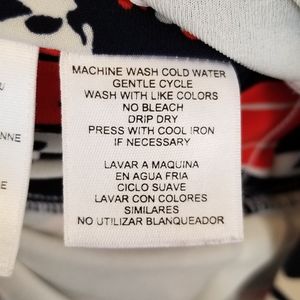 MACHINE WASH COLD WATER
GENTLE CYCLE
WASH WITH LIKE COLORS
NO BLEACH
DRIP DRY
PRESS WITH COOL IRON
IF NECESSARY
LAVAR A MAQUINA
EN AGUA FRIA
CICLO SUAVE
LAVAR CON COLORES
SIMILARES
NO UTILIZAR BLANQUEADOR